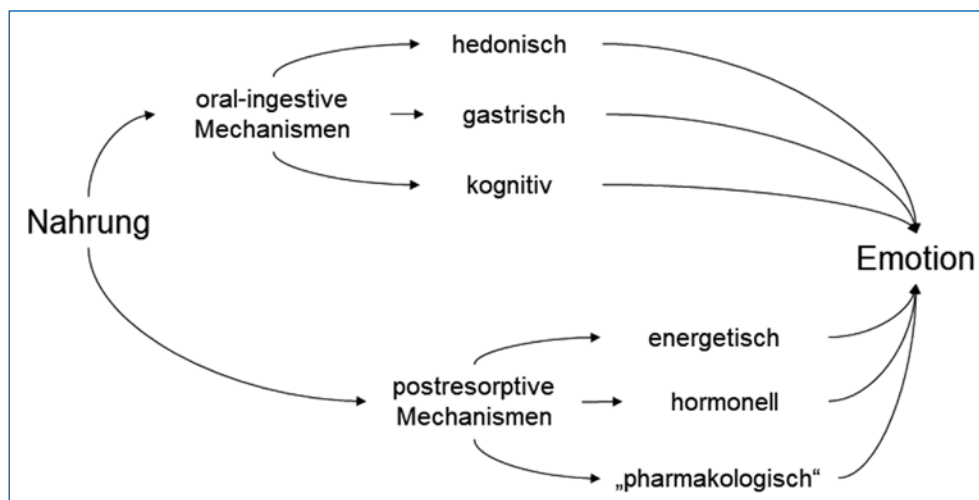 hedonisch
oral-ingestive
Mechanismen
gastrisch
kognitiv
Nahrung
Emotion
energetisch
postresorptive
Mechanismen
hormonell
„pharmakologisch“